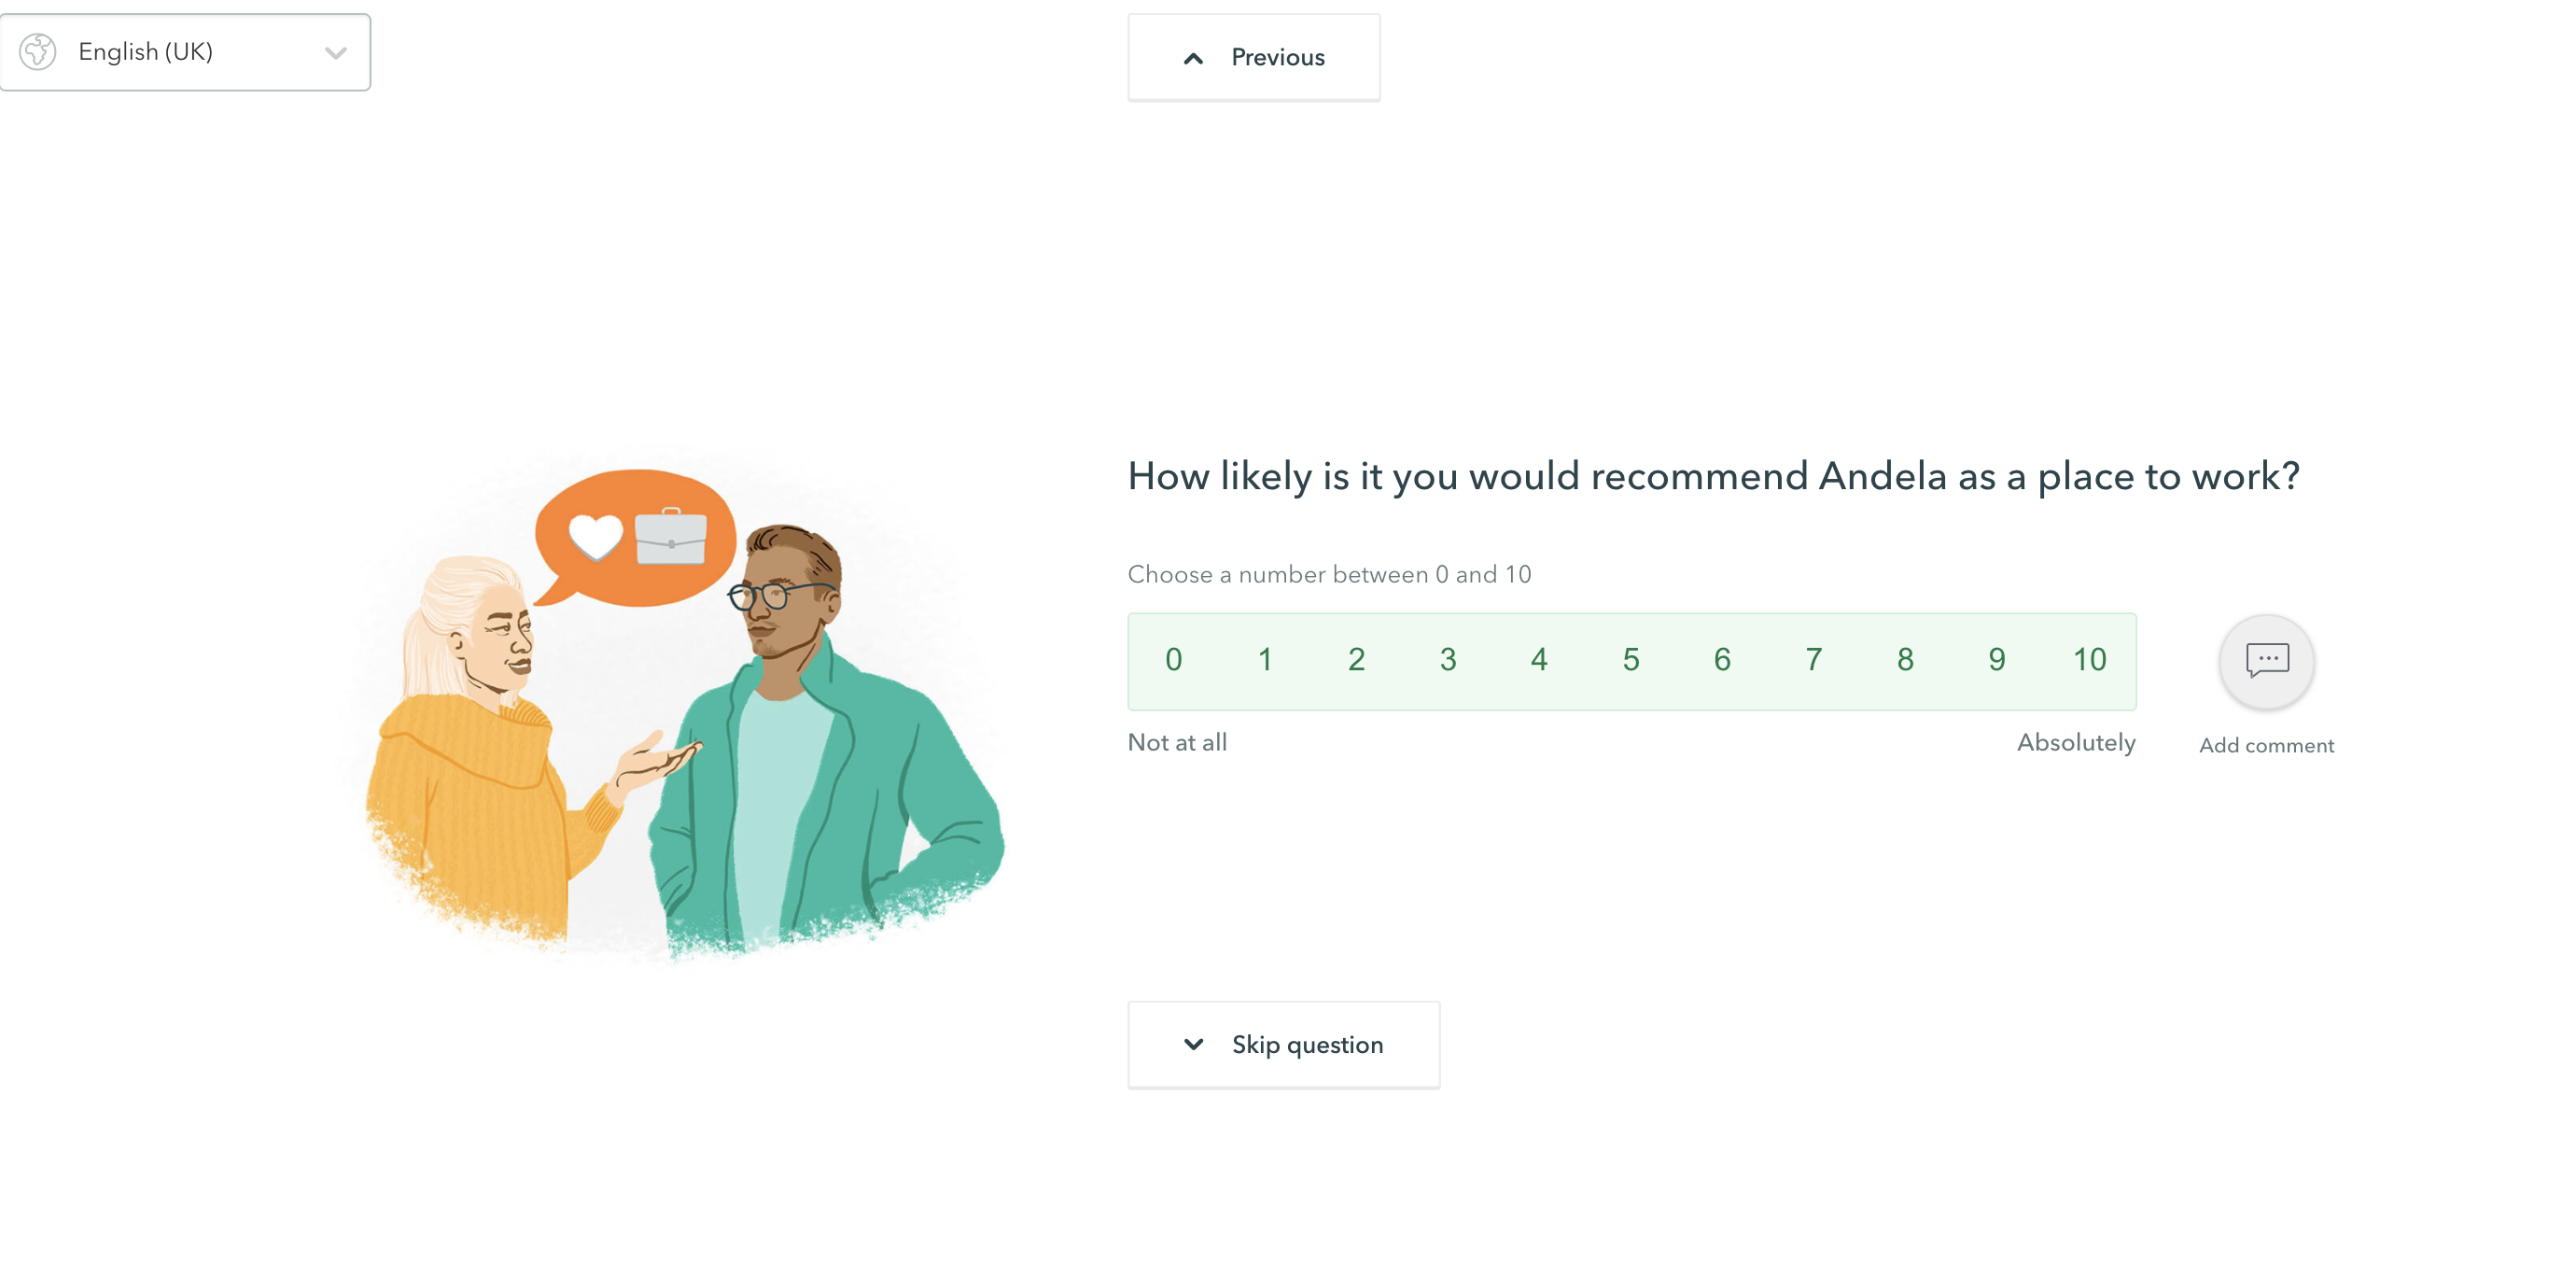 English (UK)
Previous
How likely is it you would recommend Andela as a place to work?
Choose a number between 0 and 10
0 1 2 3 4 5 6 7 8 9 10
Not at all
Absolutely
Add comment
Skip question